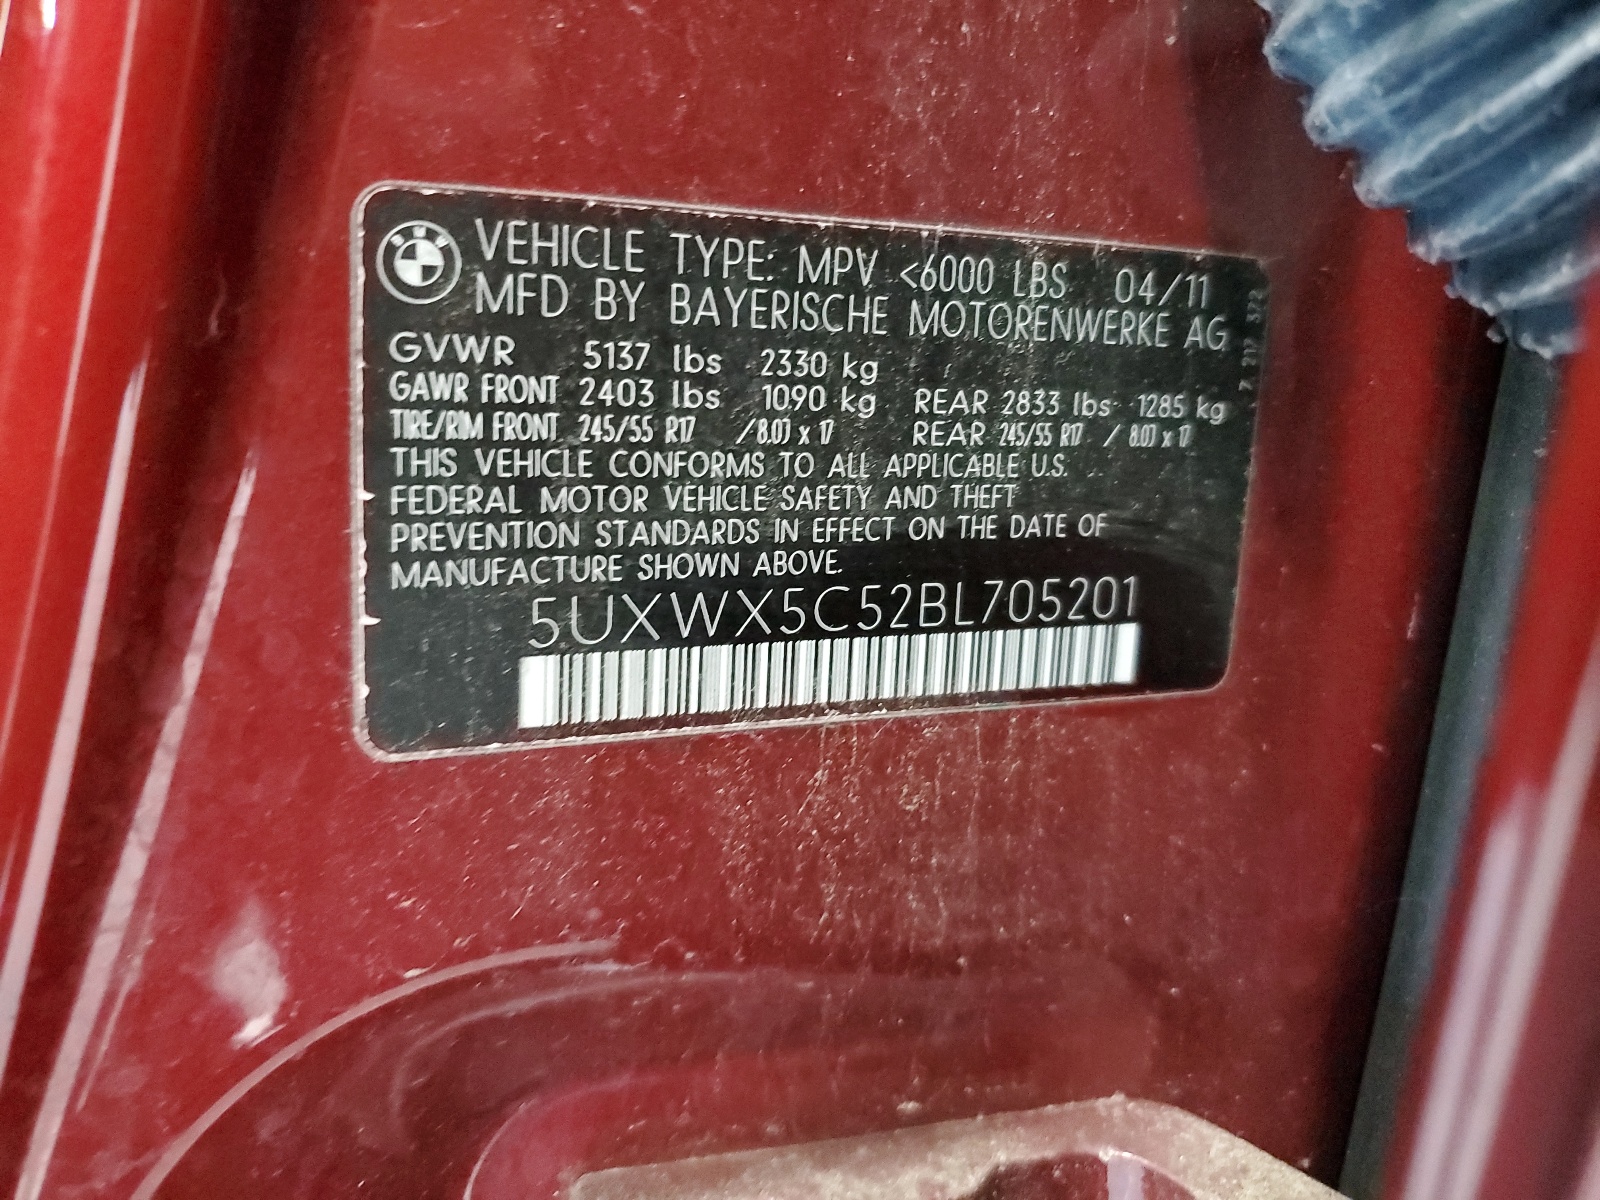 VEHICLE TYPE: MPV <6000 LBS 04/11
MFD BY BAYERISCHE MOTORENWERKE AG
GVWR 5137 lbs 2330 kg
GAWR FRONT 2403 lbs 1090 kg REAR 2833 lbs 1285 kg
TIRE/RIM FRONT 245/55 R17 /8.0J x 17 REAR 245/55 R17 / 8.0J x 17
THIS VEHICLE CONFORMS TO ALL APPLICABLE U.S.
FEDERAL MOTOR VEHICLE SAFETY AND THEFT
PREVENTION STANDARDS IN EFFECT ON THE DATE OF
MANUFACTURE SHOWN ABOVE.
5UXWX5C52BL705201